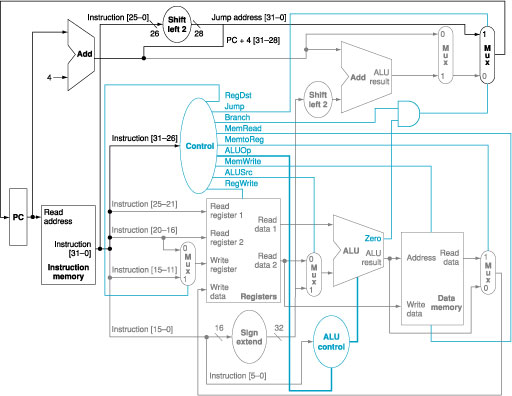 Instruction [25–0]
26
Shift
left 2
28
Jump address [31–0]
PC + 4 [31–28]
Add
4
0
M
u
x
1
1
M
u
x
0
Add
ALU
result
Shift
left 2
RegDst
Jump
Branch
MemRead
MemtoReg
ALUOp
MemWrite
ALUSrc
RegWrite
Instruction [31–26]
Control
PC
Read
address
Instruction
[31–0]
Instruction
memory
Instruction [25–21]
Instruction [20–16]
Instruction [15–11]
0
M
u
x
1
Read
register 1
Read
register 2
Write
register
Write
data
Read
data 1
Read
data 2
Registers
0
M
u
x
1
Zero
ALU
ALU
result
Address
Read
data
Write
data
Data
memory
1
M
u
x
0
Instruction [15–0]
16
Sign
extend
32
ALU
control
Instruction [5–0]